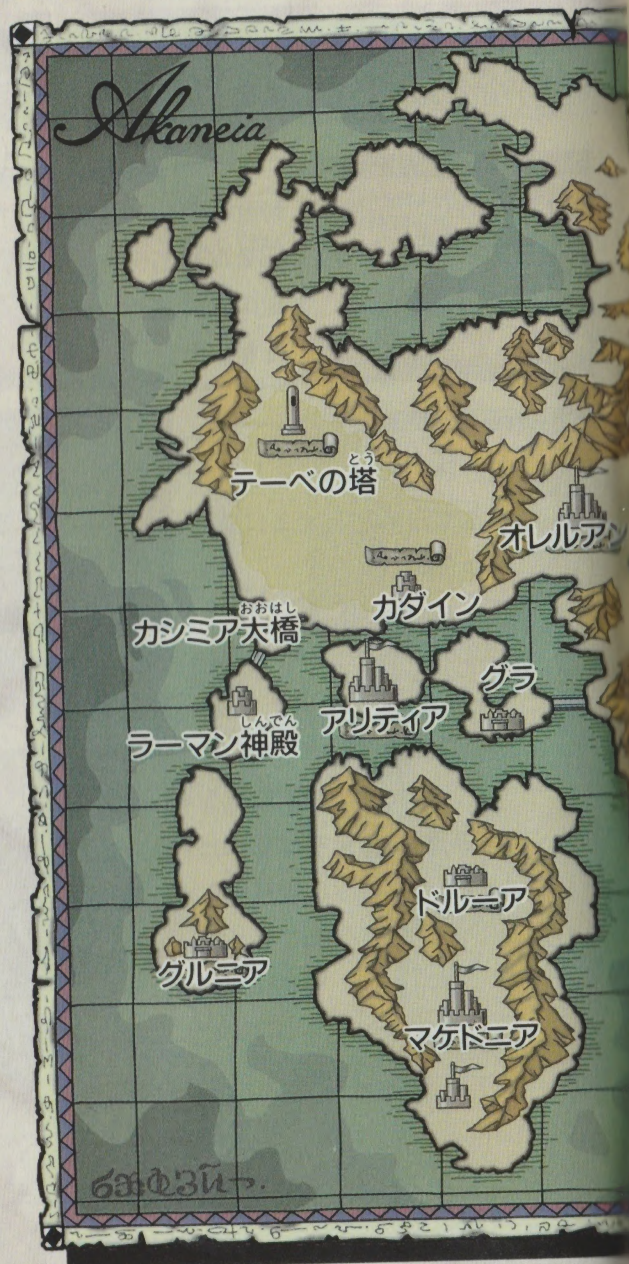 Akaneia
テーベの塔
とう
オレルアン
カダイン
カシミア大橋
おおはし
グラ
アリティア
ラーマン神殿
しんでん
ドルーア
グルニア
マケドニア